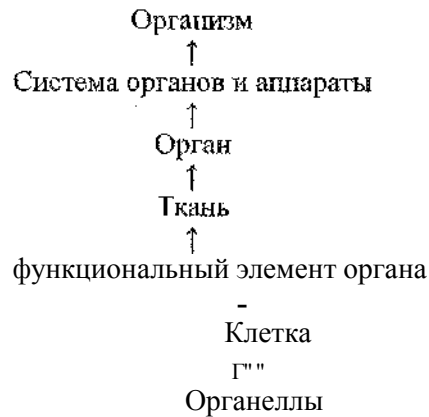 Организм
↑
Система органов и аппараты
↑
Орган
↑
Ткань
↑
функциональный элемент органа
-
Клетка
Г""
Органеллы